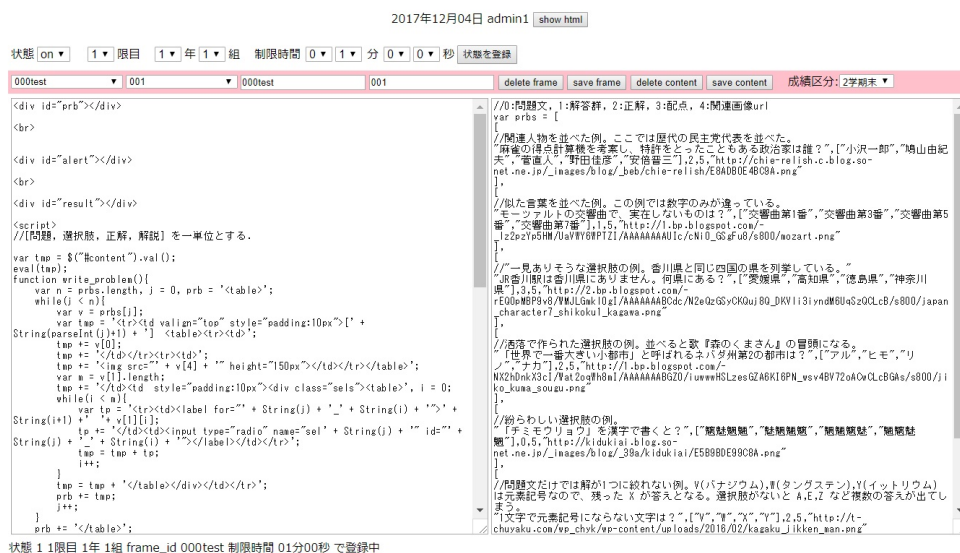 2017年12月04日 admin1 show html
状態 on 1 限目 1 年 1 組 制限時間 0 1 分 0 0 秒 状態を登録
000test 001 000test 001 delete frame save frame delete content save content 成績区分: 2学期末
<div id="prb"></div>
<br>
<div id="alert"></div>
<br>
<div id="result"></div>
<script>
//[問題, 選択肢, 正解, 解説] を一単位とする.
var tmp = $("#content").val();
eval(tmp);
function write_problem(){
var n = prbs.length, j = 0, prb = '<table>';
while(j < n){
var v = prbs[j];
var tmp = '<tr><td valign="top" style="padding:10px">[' +
String(parseInt(j)+1) + '] <table><tr><td>';
tmp += v[0];
tmp += '</td></tr><tr><td>';
tmp += '<img src="' + v[4] + '" height="150px"></td></tr></table>';
var m = v[1].length;
tmp += '</td><td style="padding:10px"><div class="sels"><table>', i = 0;
while(i < m){
var tp = '<tr><td><label for="' + String(j) + '_' + String(i) + '">' +
String(i+1) + ' '+ v[1][i];
tp += '</td><td><input type="radio" name="sel' + String(j) + '" id="' +
String(j) + '_' + String(i) + '"></label></td></tr>';
tmp = tmp + tp;
i++;
}
tmp = tmp + '</table></div></td></tr>';
prb += tmp;
j++;
}
prb += '</table>';
//0:問題文, 1:解答群, 2:正解, 3:配点, 4:関連画像url
var prbs = [
[
//関連人物を並べた例。ここでは歴代の民主党代表を並べた。
"麻雀の得点計算機を考案し、特許をとったこともある政治家は誰？",["小沢一郎","鳩山由紀
夫","菅直人","野田佳彦","安倍晋三"],2,5,"http://chie-relish.c.blog.so-
net.ne.jp/_images/blog/_beb/chie-relish/E8ADB0E4BC9A.png"
],
[
//似た言葉を並べた例。この例では数字のみが違っている。
"モーツァルトの交響曲で、実在しないものは？",["交響曲第1番","交響曲第3番","交響曲第5
番","交響曲第7番"],1,5,"http://1.bp.blogspot.com/-
],
[
//"一見ありそうな選択肢の例。香川県と同じ四国の県を列挙している。"
"JR香川駅は香川県にありません。何県にある？",["愛媛県","高知県","徳島県","神奈川
県"],3,5,"http://2.bp.blogspot.com/-
],
[
//洒落で作られた選択肢の例。並べると歌『森のくまさん』の冒頭になる。
"「世界で一番大きい小都市」と呼ばれるネバダ州第2の都市は？",["アル","ヒモ","リ
ノ","ナカ"],2,5,"http://1.bp.blogspot.com/-
],
[
//紛らわしい選択肢の例。
"「チミモウリョウ」を漢字で書くと？",
],0,5,"http://kidukiai.blog.so-
net.ne.jp/_images/blog/_39a/kidukiai/E5B9BDE99C8A.png"
],
[
//問題文だけでは解が1つに絞れない例。V(バナジウム),W(タングステン),Y(イットリウム)
は元素記号なので、残った X が答えとなる。選択肢がないと A,E,Z など複数の答えが出てし
まう。
"1文字で元素記号にならない文字は？",["V","W","X","Y"],2,5,"http://t-
chuyak.com/wp_chyk/wp-content/uploads/2016/02/kagaku_jikken_man.png"
状態 1 1限目 1年 1組 frame_id 000test 制限時間 01分00秒 で登録中